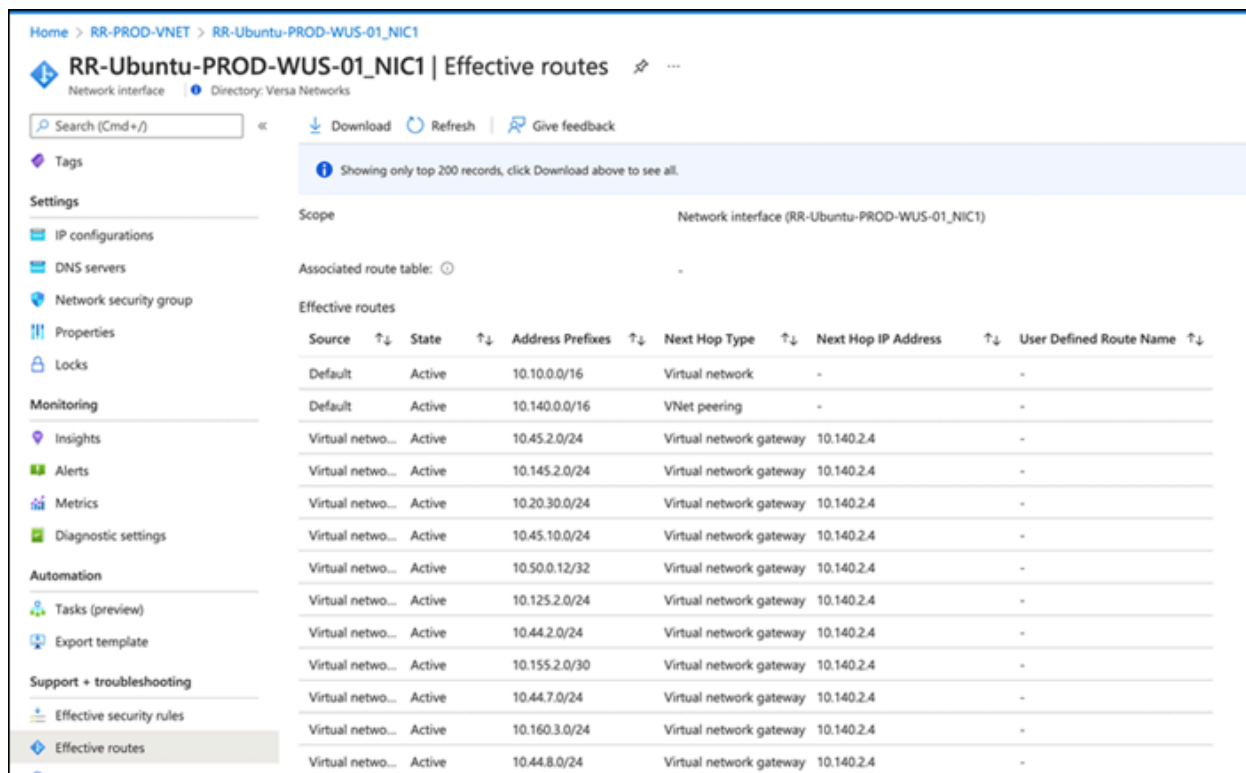 Home > RR-PROD-VNET > RR-Ubuntu-PROD-WUS-01_NIC1
RR-Ubuntu-PROD-WUS-01_NIC1 | Effective routes
Network interface Directory: Versa Networks
Search (Cmd+/)
Download Refresh Give feedback
Tags
Showing only top 200 records, click Download above to see all.
Settings
IP configurations
DNS servers
Network security group
Properties
Locks
Monitoring
Insights
Alerts
Metrics
Diagnostic settings
Automation
Tasks (preview)
Export template
Support + troubleshooting
Effective security rules
Effective routes
Scope Network interface (RR-Ubuntu-PROD-WUS-01_NIC1)
Associated route table: -
Effective routes
Source State Address Prefixes Next Hop Type Next Hop IP Address User Defined Route Name
Default Active 10.10.0.0/16 Virtual network - -
Default Active 10.140.0.0/16 VNet peering - -
Virtual netwo... Active 10.45.2.0/24 Virtual network gateway 10.140.2.4 -
Virtual netwo... Active 10.145.2.0/24 Virtual network gateway 10.140.2.4 -
Virtual netwo... Active 10.20.30.0/24 Virtual network gateway 10.140.2.4 -
Virtual netwo... Active 10.45.10.0/24 Virtual network gateway 10.140.2.4 -
Virtual netwo... Active 10.50.0.12/32 Virtual network gateway 10.140.2.4 -
Virtual netwo... Active 10.125.2.0/24 Virtual network gateway 10.140.2.4 -
Virtual netwo... Active 10.44.2.0/24 Virtual network gateway 10.140.2.4 -
Virtual netwo... Active 10.155.2.0/30 Virtual network gateway 10.140.2.4 -
Virtual netwo... Active 10.44.7.0/24 Virtual network gateway 10.140.2.4 -
Virtual netwo... Active 10.160.3.0/24 Virtual network gateway 10.140.2.4 -
Virtual netwo... Active 10.44.8.0/24 Virtual network gateway 10.140.2.4 -